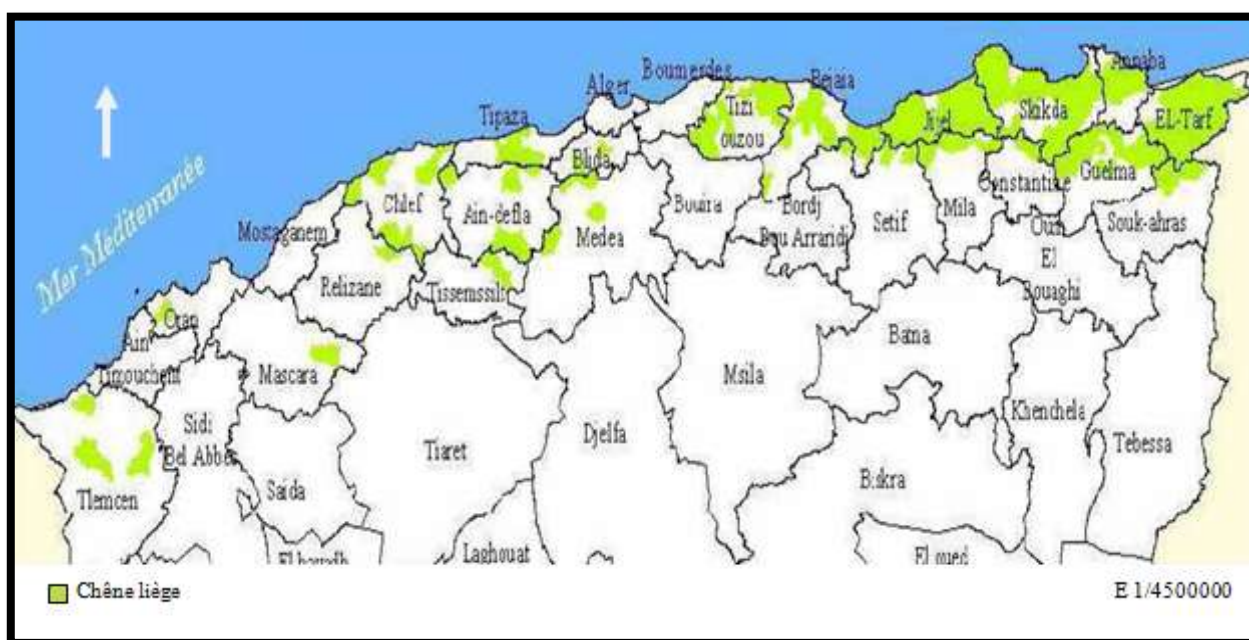 Annaba
Boumerdes
Bejaia
Alger
Skikda
Tizi
ouzou
Jijel
EL-Tarf
Tipaza
Blida
Guelma
Constantine
Chlef
Ain-defla
Bouira
Bordj
Bou Arraridj
Setif
Mila
Oum
El
Bouaghi
Souk-ahras
Medea
Mostaganem
Mer Méditerranée
Relizane
Tissemssilt
Oran
Ain
Timouchent
Mascara
Msila
Batna
Khenchela
Tebessa
Sidi
Bel Abbes
Djelfa
Tiaret
Saida
Biskra
Tlemcen
Laghouat
El oued
Chêne liège
E 1/4500000